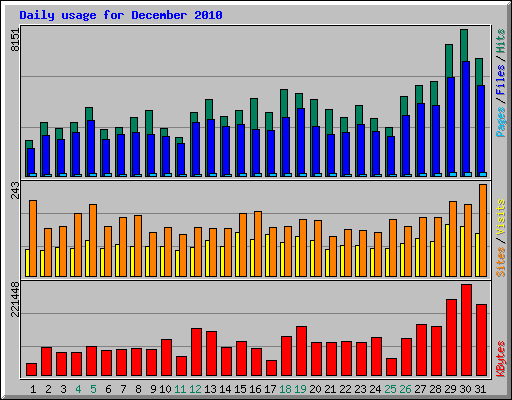 Daily usage for December 2010
8151
Pages / Files / Hits
243
Sites / Visits
221448
KBytes
1 2 3 4 5 6 7 8 9 10 11 12 13 14 15 16 17 18 19 20 21 22 23 24 25 26 27 28 29 30 31